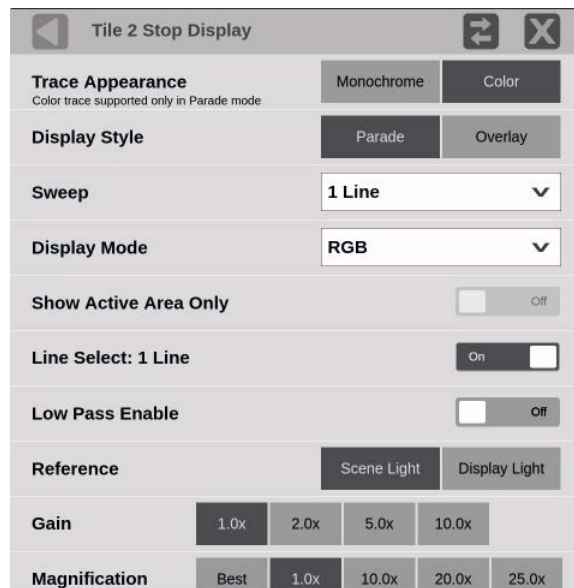 Tile 2 Stop Display
Trace Appearance Monochrome Color
Color trace supported only in Parade mode
Display Style Parade Overlay
Sweep 1 Line
Display Mode RGB
Show Active Area Only Off
Line Select: 1 Line On
Low Pass Enable Off
Reference Scene Light Display Light
Gain 1.0x 2.0x 5.0x 10.0x
Magnification Best 1.0x 10.0x 20.0x 25.0x